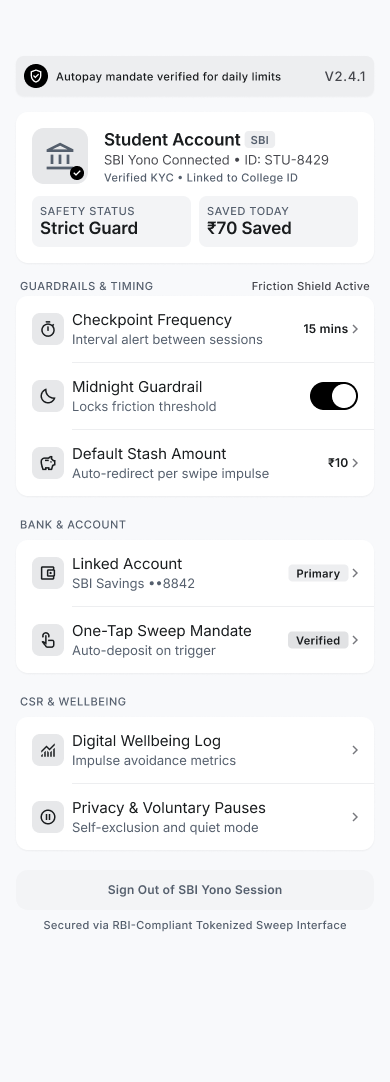 Autopay mandate verified for daily limits V2.4.1
Student Account SBI
SBI Yono Connected • ID: STU-8429
Verified KYC • Linked to College ID
SAFETY STATUS SAVED TODAY
Strict Guard ₹70 Saved
GUARDRAILS & TIMING Friction Shield Active
Checkpoint Frequency
15 mins
Interval alert between sessions
Midnight Guardrail
Locks friction threshold
Default Stash Amount
₹10
Auto-redirect per swipe impulse
BANK & ACCOUNT
Linked Account
Primary
SBI Savings ••8842
One-Tap Sweep Mandate
Verified
Auto-deposit on trigger
CSR & WELLBEING
Digital Wellbeing Log
Impulse avoidance metrics
Privacy & Voluntary Pauses
Self-exclusion and quiet mode
Sign Out of SBI Yono Session
Secured via RBI-Compliant Tokenized Sweep Interface